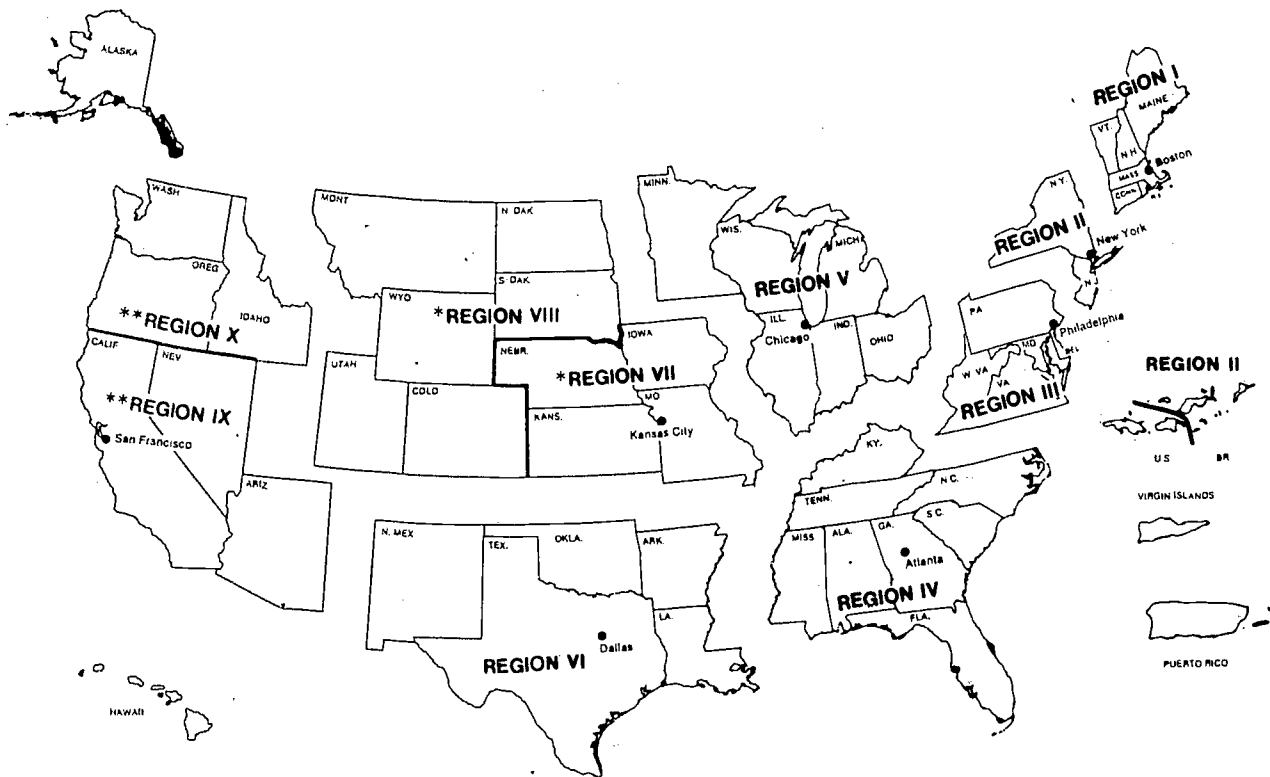 ALASKA
REGION I
MAINE
VT.
N.H.
MASS
Boston
CONN.
R.I.
N.Y.
REGION II
New York
N.J.
WASH
MONT
N DAK
MINN.
WIS.
MICH.
OREG
IDAHO
S DAK
WYO
**REGION X
*REGION VIII
REGION V
PA
Philadelphia
IOWA
ILL.
Chicago
IND.
OHIO
MD
DEL
W VA
VA
REGION III
CALIF
NEV
UTAH
COLO
NEBR.
*REGION VII
**REGION IX
San Francisco
KANS.
MO
Kansas City
REGION II
U S
BR
VIRGIN ISLANDS
KY.
TENN.
N.C.
S.C.
ARIZ
N. MEX
TEX.
OKLA.
ARK.
MISS
ALA.
GA.
Atlanta
REGION IV
FLA.
LA.
Dallas
REGION VI
PUERTO RICO
HAWAII